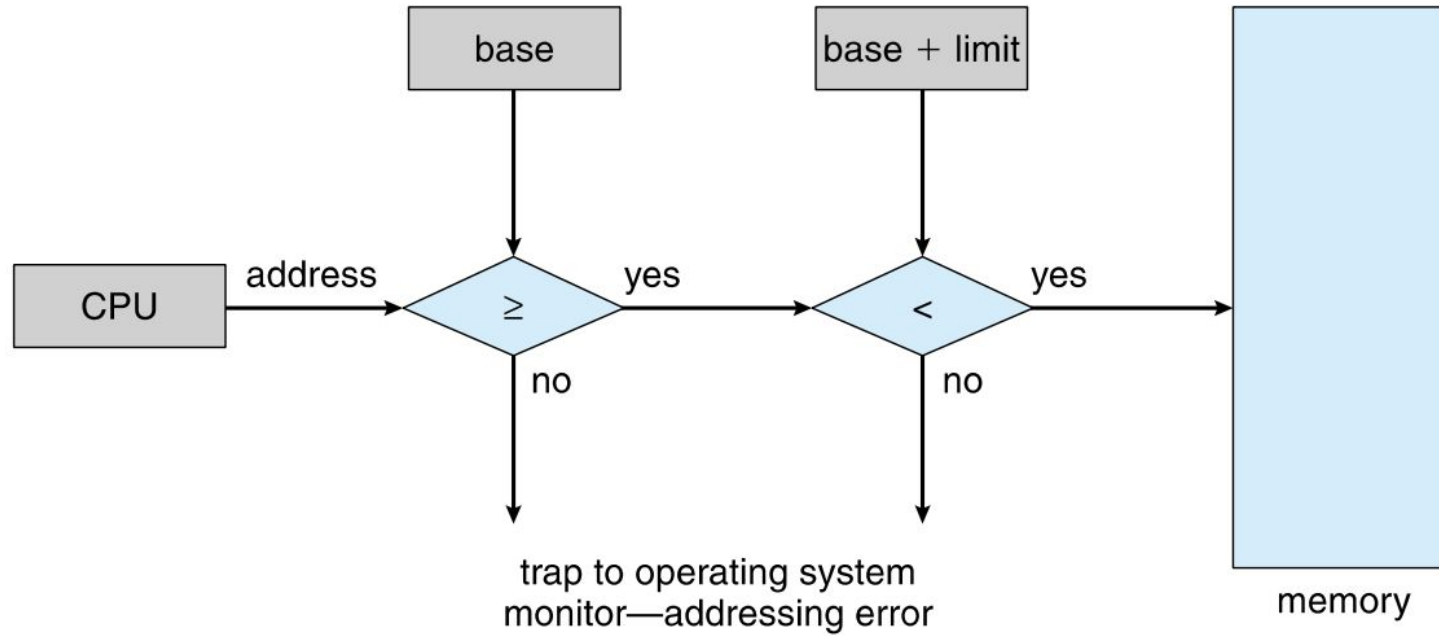 base
base + limit
CPU
address
≥
yes
<
yes
no
no
trap to operating system
monitor—addressing error
memory